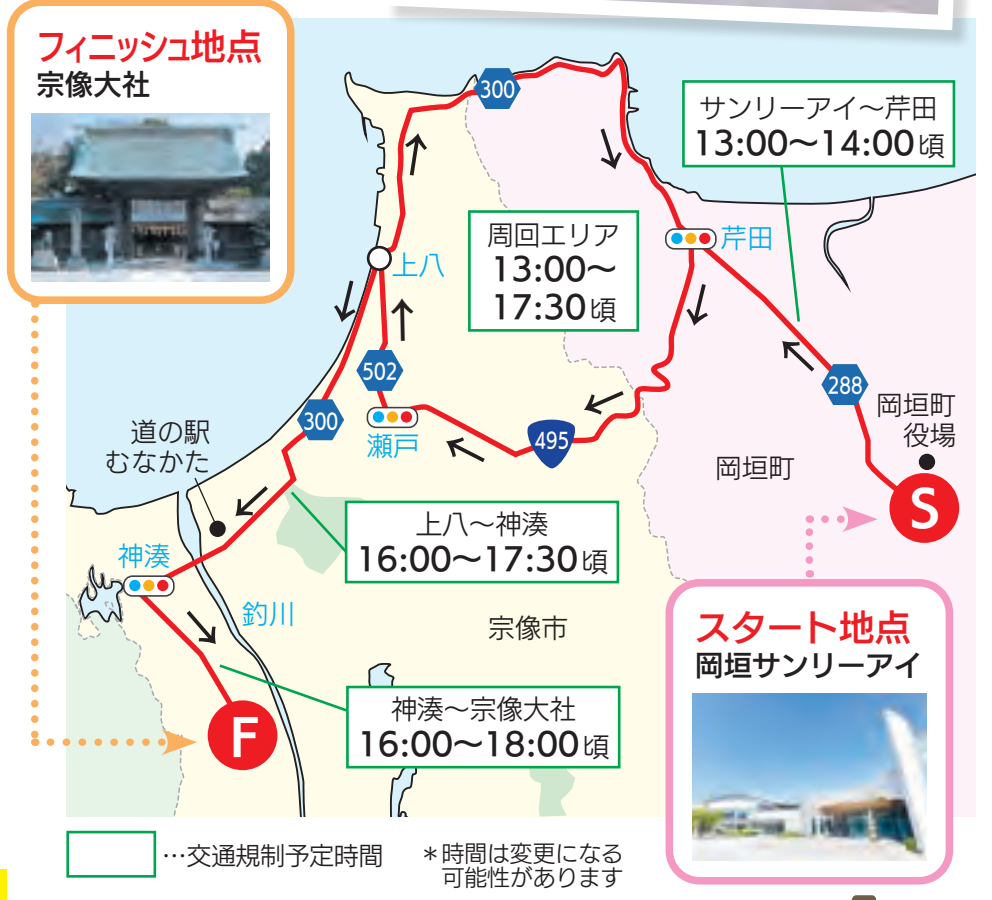 フィニッシュ地点
宗像大社
300
サンリーアイ〜芹田
13:00〜14:00頃
周回エリア
13:00〜
17:30頃
芹田
上八
502
288
300
瀬戸
495
岡垣町
役場
道の駅
むなかた
岡垣町
S
上八〜神湊
16:00〜17:30頃
神湊
釣川
宗像市
スタート地点
岡垣サンリーアイ
神湊〜宗像大社
16:00〜18:00頃
F
…交通規制予定時間
＊時間は変更になる
可能性があります